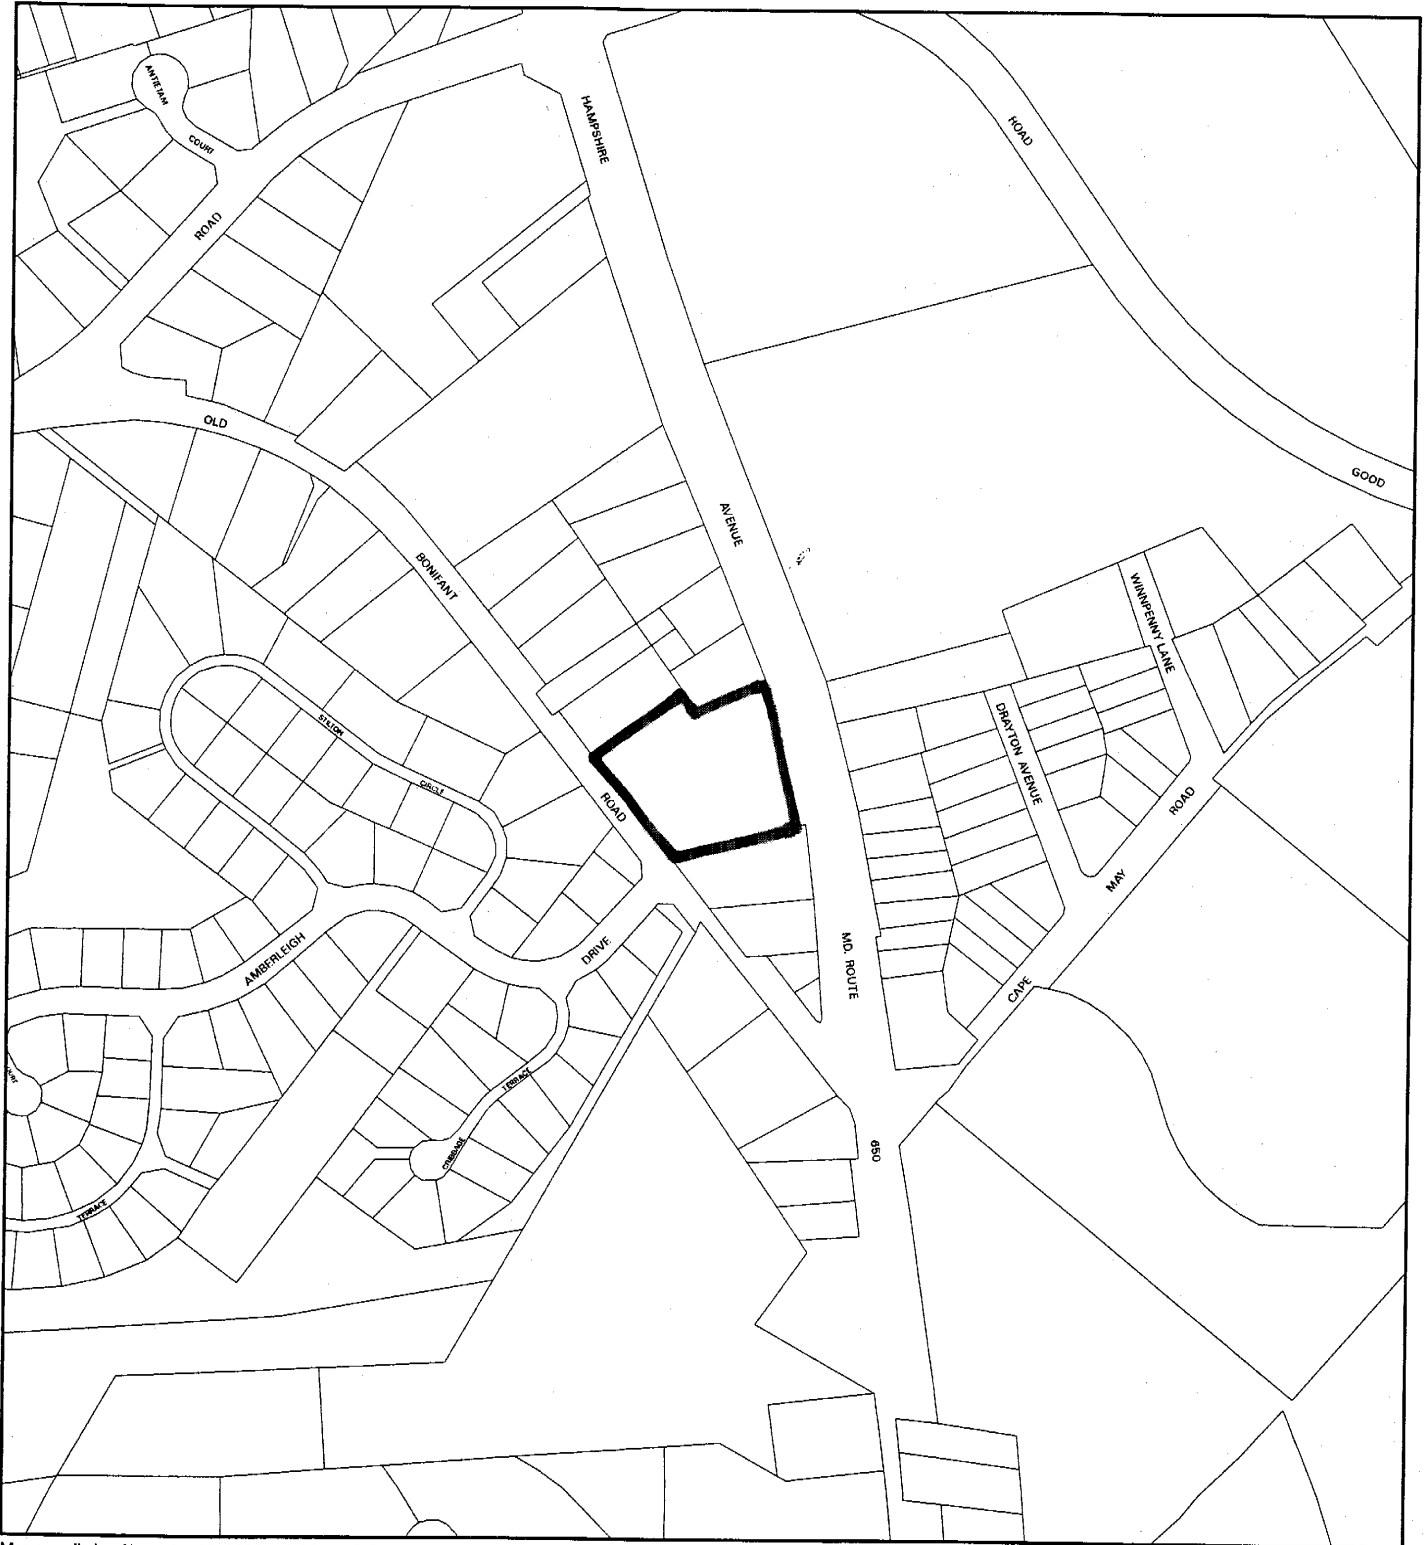 ANTIETAM
COURT
ROAD
HAMPSHIRE
ROAD
OLD
GOOD
AVENUE
BONIFANT
WINNPENNY LANE
STILTON
CIRCLE
DRAYTON AVENUE
ROAD
ROAD
MAY
AMBERLEIGH
DRIVE
MD. ROUTE
CAPE
TERRACE
CRIBBAGE
650
TERRACE